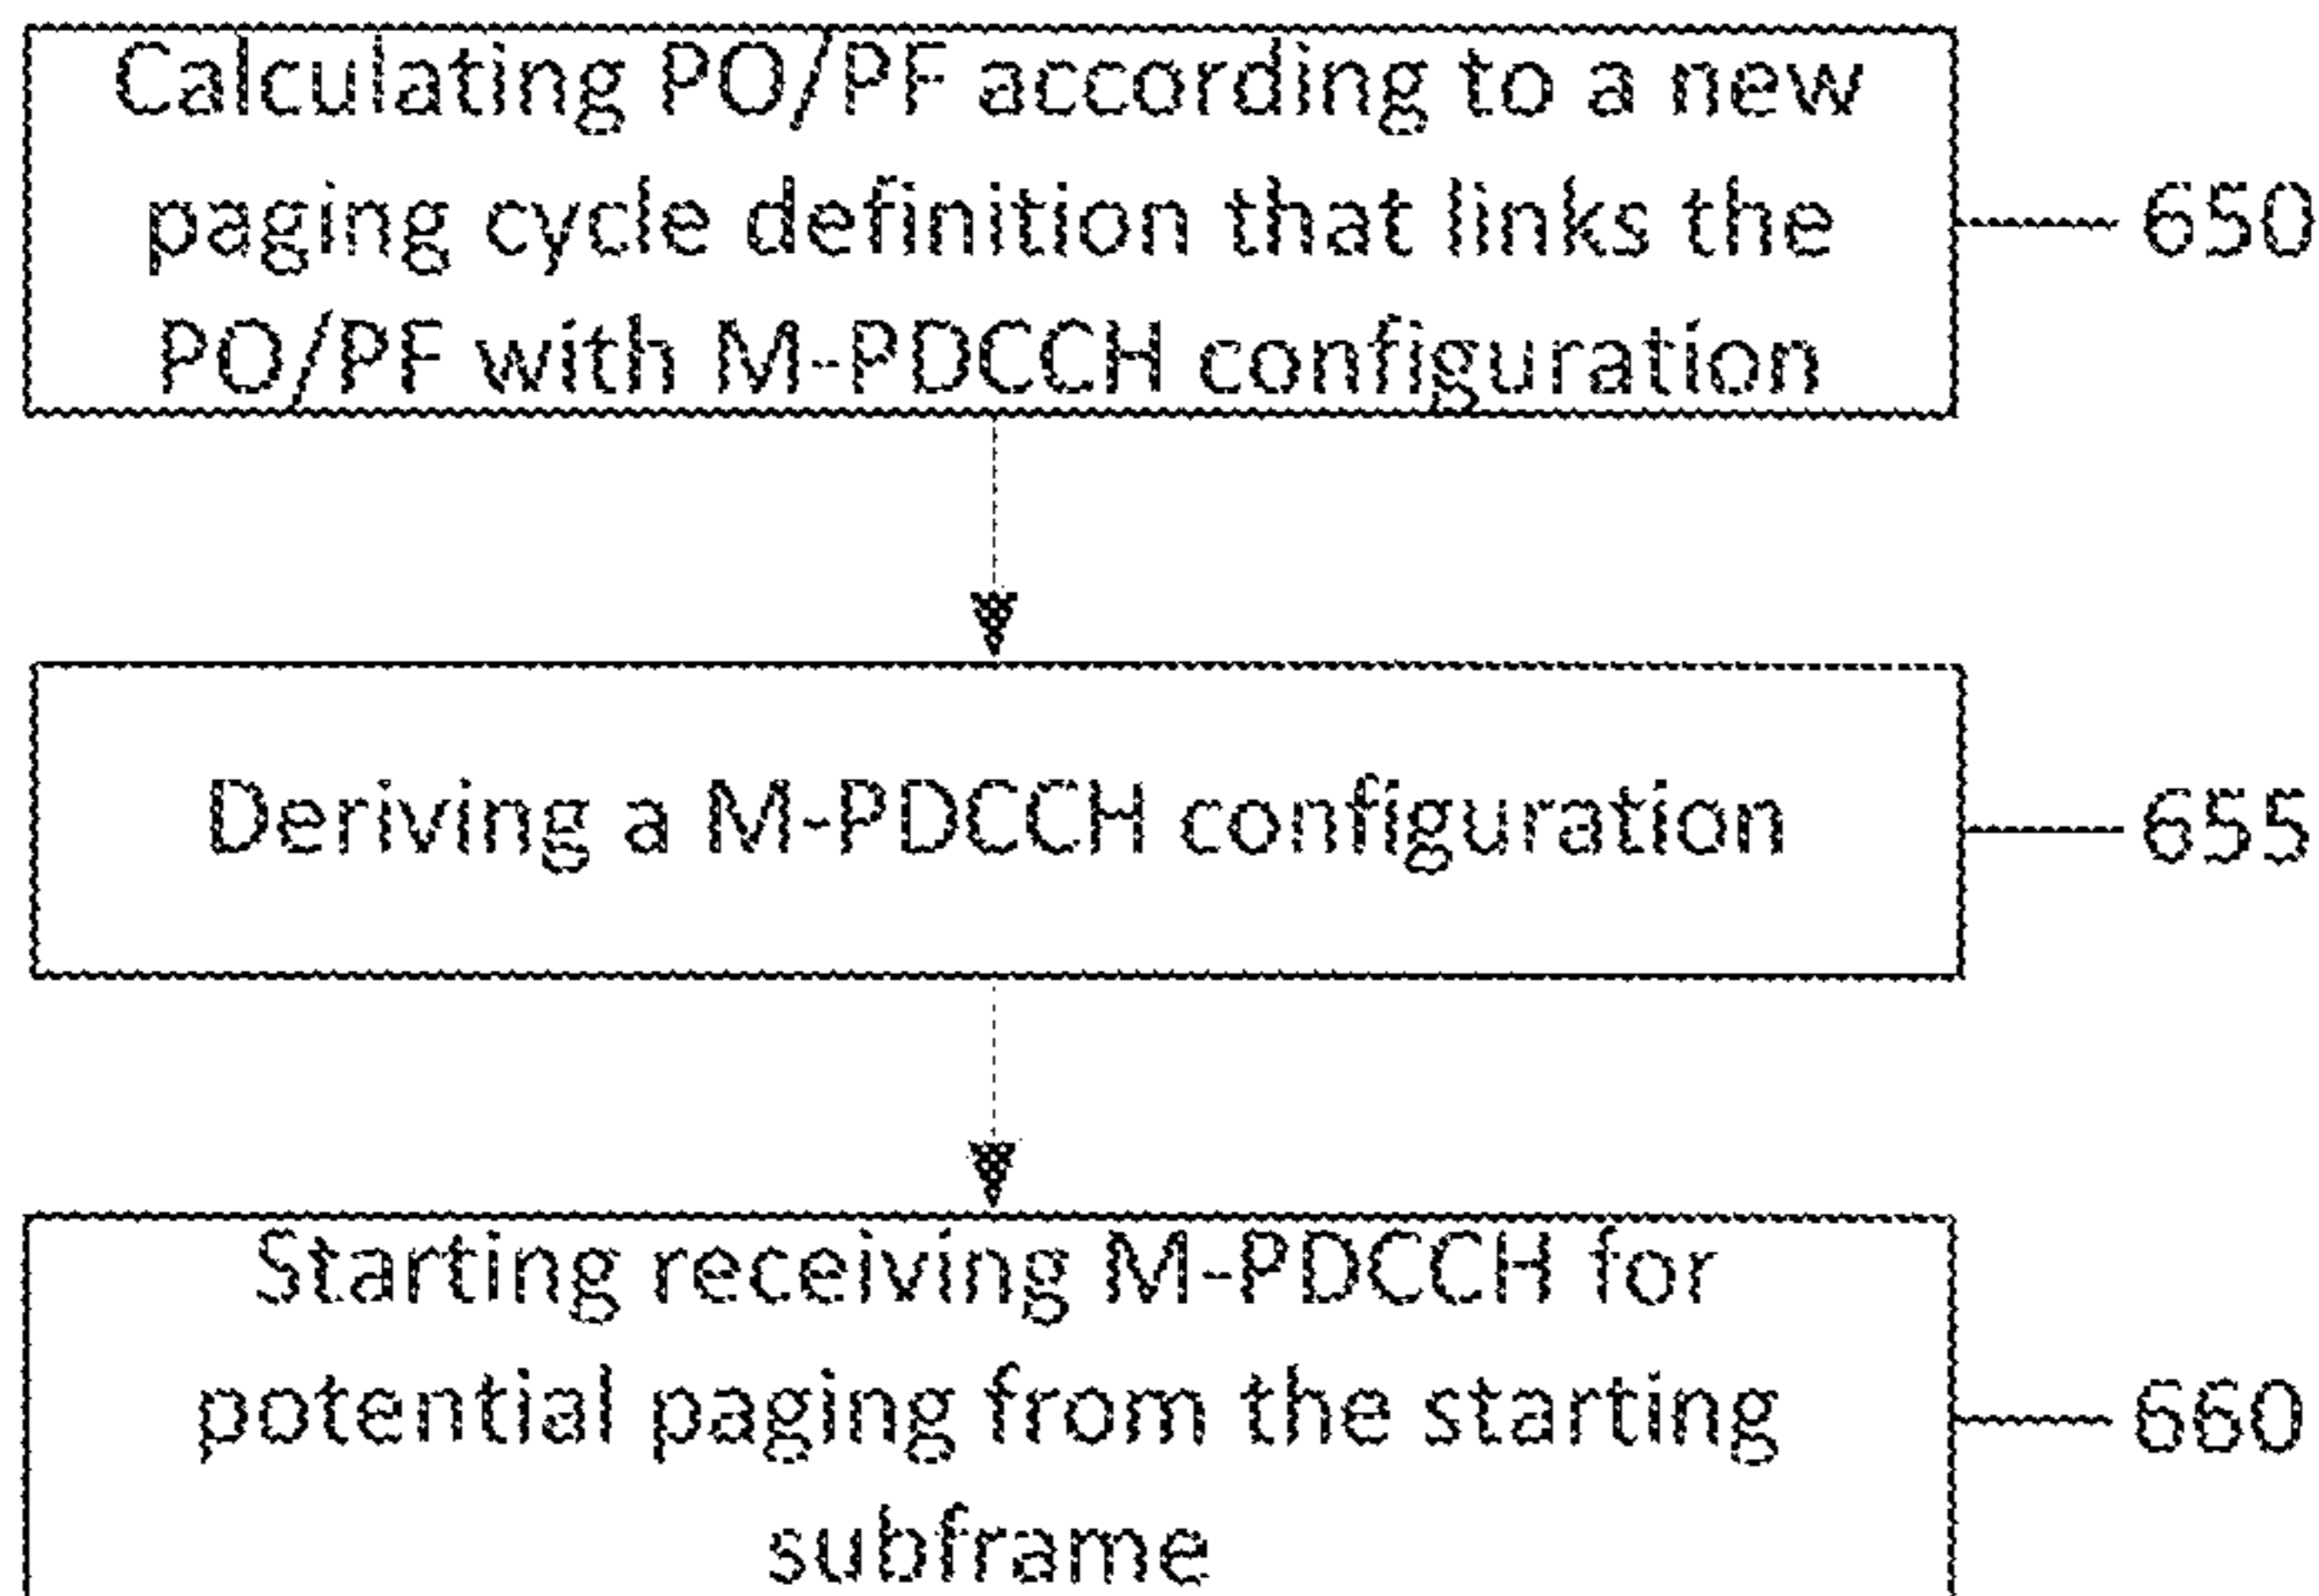 Calculating PO/PF according to a new
paging cycle definition that links the
PO/PF with M-PDCCH configuration
650
Deriving a M-PDCCH configuration
655
Starting receiving M-PDCCH for
potential paging from the starting
subframe
660